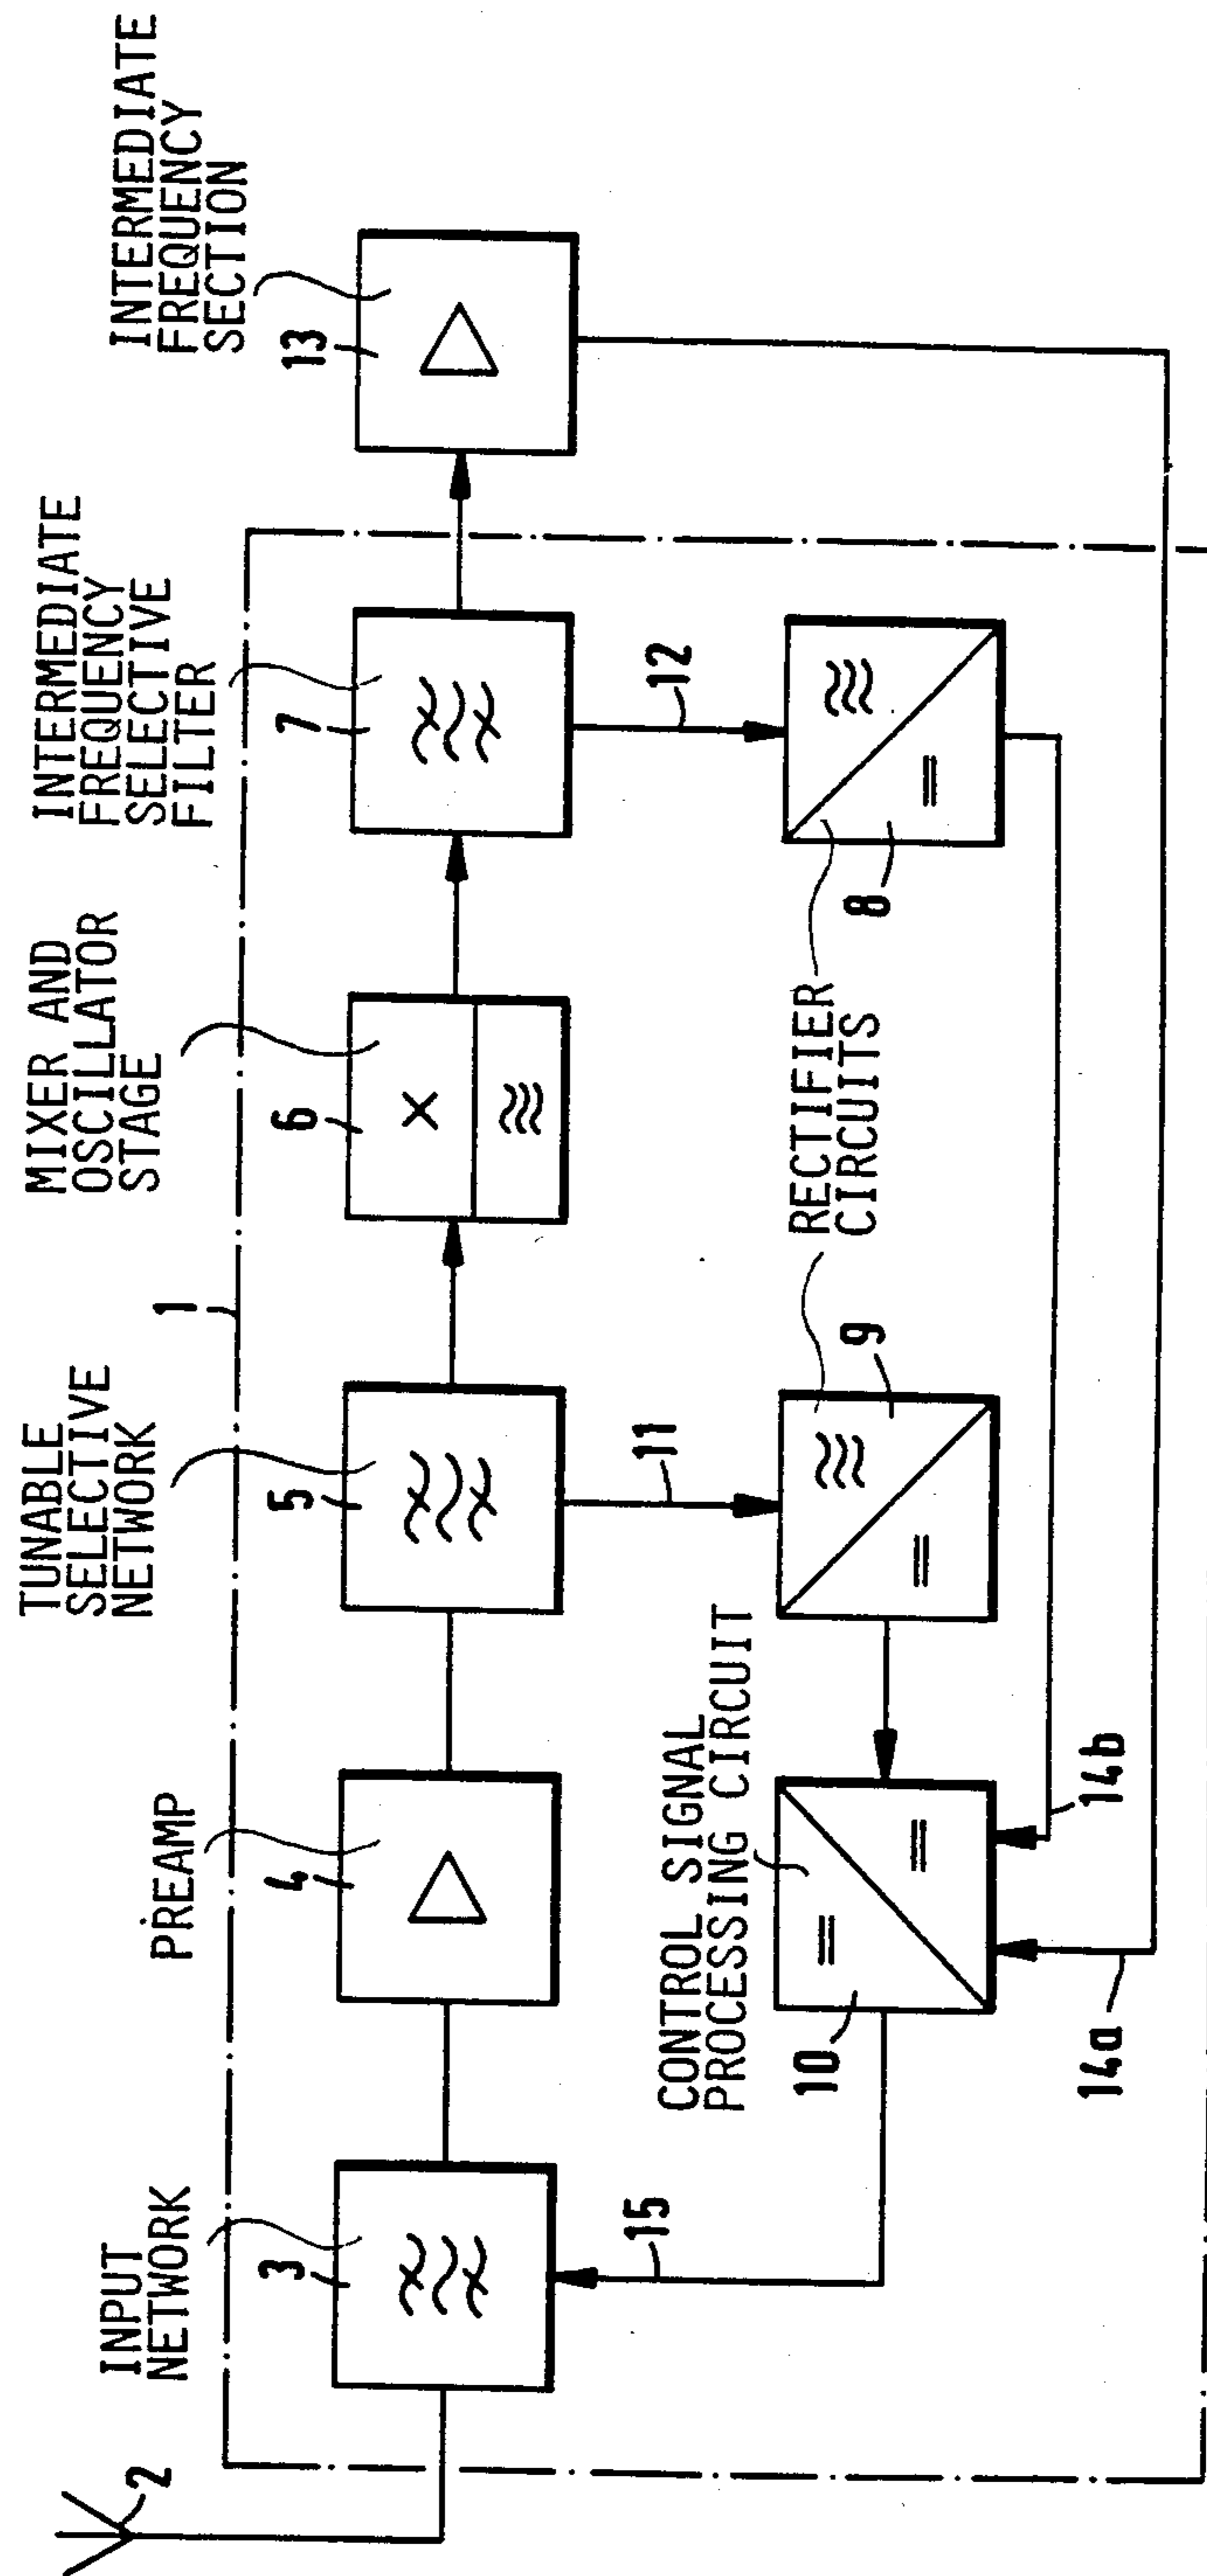 INPUT
NETWORK
PREAMP
TUNABLE
SELECTIVE
NETWORK
MIXER AND
OSCILLATOR
STAGE
INTERMEDIATE
FREQUENCY
SELECTIVE
FILTER
INTERMEDIATE
FREQUENCY
SECTION
1
2
3
4
5
6
7
13
15
11
12
CONTROL SIGNAL
PROCESSING CIRCUIT
RECTIFIER
CIRCUITS
10
9
8
14a
14b